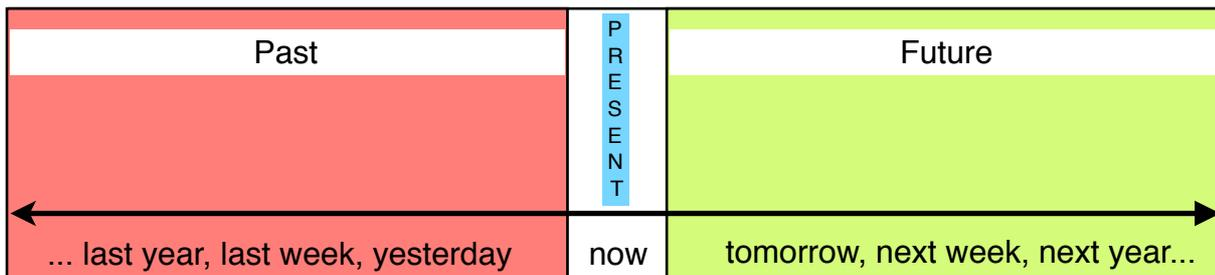 Past
PRESENT
Future
... last year, last week, yesterday
now
tomorrow, next week, next year...